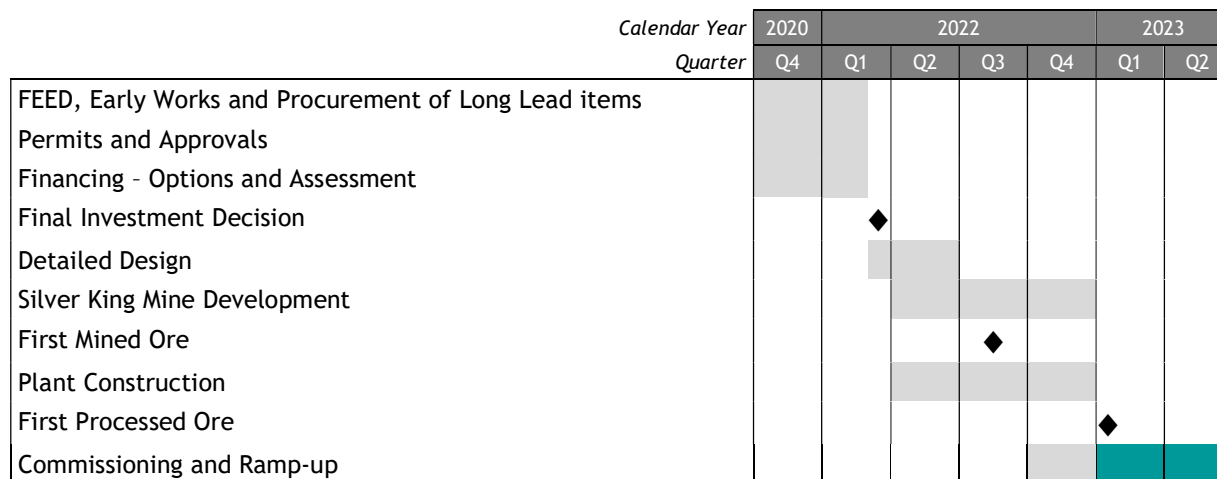 Calendar Year 2020 2022 2023
Quarter Q4 Q1 Q2 Q3 Q4 Q1 Q2
FEED, Early Works and Procurement of Long Lead items
Permits and Approvals
Financing – Options and Assessment
Final Investment Decision
Detailed Design
Silver King Mine Development
First Mined Ore
Plant Construction
First Processed Ore
Commissioning and Ramp-up